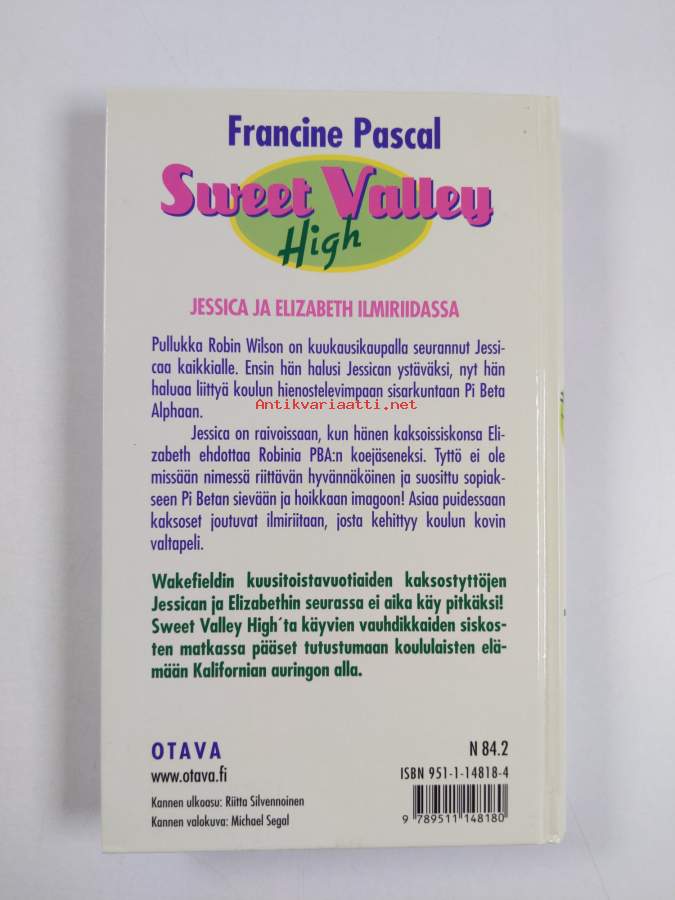 Francine Pascal
Sweet Valley
High
JESSICA JA ELIZABETH ILMIRIIDASSA
Pullukka Robin Wilson on kuukausikaupalla seurannut Jessi-
caa kaikkialle. Ensin hän halusi Jessican ystäväksi, nyt hän
haluaa liittyä koulun hienostelevimpaan sisarkuntaan Pi Beta
Alphaan.
Antikvariaatti.net
Jessica on raivoissaan, kun hänen kaksoissiskonsa Eli-
zabeth ehdottaa Robinia PBA:n koejäseneksi. Tyttö ei ole
missään nimessä riittävän hyvännäköinen ja suosittu sopiak-
seen Pi Betan sievään ja hoikkaan imagoon! Asiaa puidessaan
kaksoset joutuvat ilmiriitaan, josta kehittyy koulun kovin
valtapeli.
Wakefieldin kuusitoistavuotiaiden kaksostyttöjen
Jessican ja Elizabethin seurassa ei aika käy pitkäksi!
Sweet Valley High´ta käyvien vauhdikkaiden siskos-
ten matkassa pääset tutustumaan koululaisten elä-
mään Kalifornian auringon alla.
OTAVA
www.otava.fi
N 84.2
ISBN 951-1-14818-4
Kannen ulkoasu: Riitta Silvennoinen
Kannen valokuva: Michael Segal
9 789511 148180